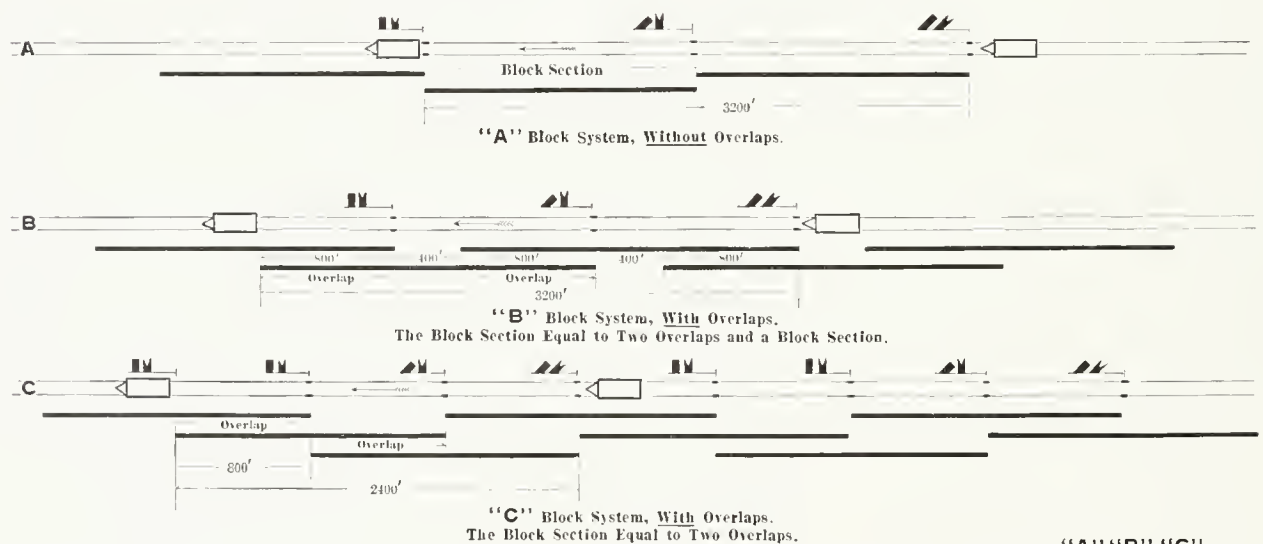 A
Block Section
3200'
"A" Block System, Without Overlaps.
B
800' 400' 800' 400' 800'
Overlap Overlap
3200'
"B" Block System, With Overlaps.
The Block Section Equal to Two Overlaps and a Block Section.
C
Overlap
Overlap
800'
2400'
"C" Block System, With Overlaps.
The Block Section Equal to Two Overlaps.
"A" "B" "C"